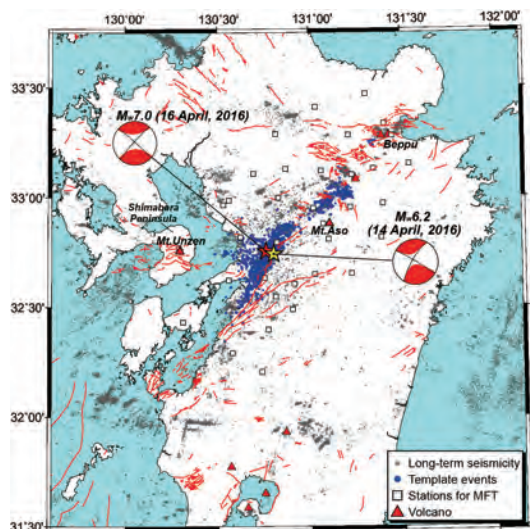 130˚00' 130˚30' 131˚00' 131˚30' 132˚00'
33˚30'
Mw7.0 (16 April, 2016)
Beppu
33˚00'
Shimabara
Peninsula
Mt.Unzen
Mt.Aso
Mw6.2
(14 April, 2016)
32˚30'
32˚00'
31˚30'
Long-term seismicity
Template events
Stations for MFT
Volcano